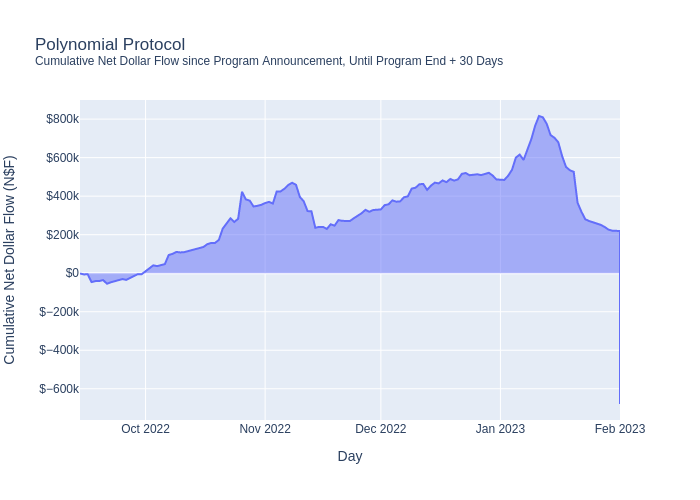 Polynomial Protocol
Cumulative Net Dollar Flow since Program Announcement, Until Program End + 30 Days
Cumulative Net Dollar Flow (N$F)
$800k
$600k
$400k
$200k
$0
$−200k
$−400k
$−600k
Oct 2022
Nov 2022
Dec 2022
Jan 2023
Feb 2023
Day